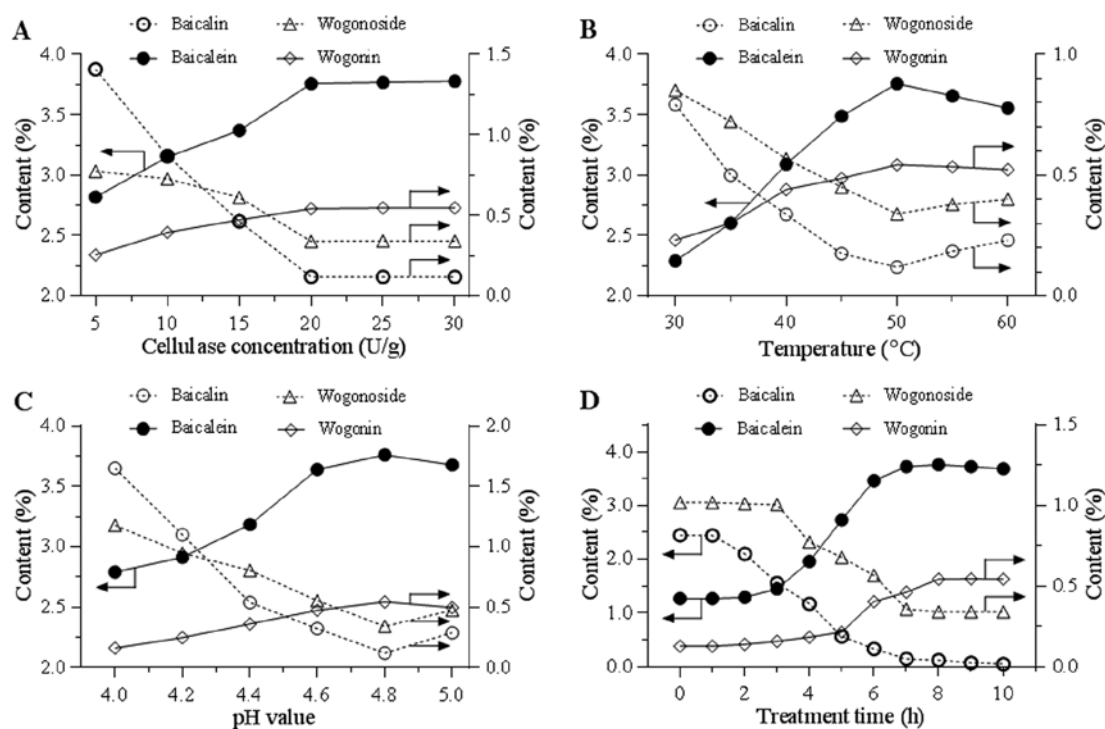 A
Baicalin
Wogonoside
Baicalein
Wogonin
4.0
3.5
3.0
2.5
2.0
Content (%)
1.5
1.0
0.5
0.0
Content (%)
5 10 15 20 25 30
Cellulase concentration (U/g)
B
Baicalin
Wogonoside
Baicalein
Wogonin
4.0
3.5
3.0
2.5
2.0
Content (%)
1.0
0.5
0.0
Content (%)
30 40 50 60
Temperature (°C)
C
Baicalin
Wogonoside
Baicalein
Wogonin
4.0
3.5
3.0
2.5
2.0
Content (%)
2.0
1.5
1.0
0.5
0.0
Content (%)
4.0 4.2 4.4 4.6 4.8 5.0
pH value
D
Baicalin
Wogonoside
Baicalein
Wogonin
4.0
3.0
2.0
1.0
0.0
Content (%)
1.5
1.0
0.5
0.0
Content (%)
0 2 4 6 8 10
Treatment time (h)